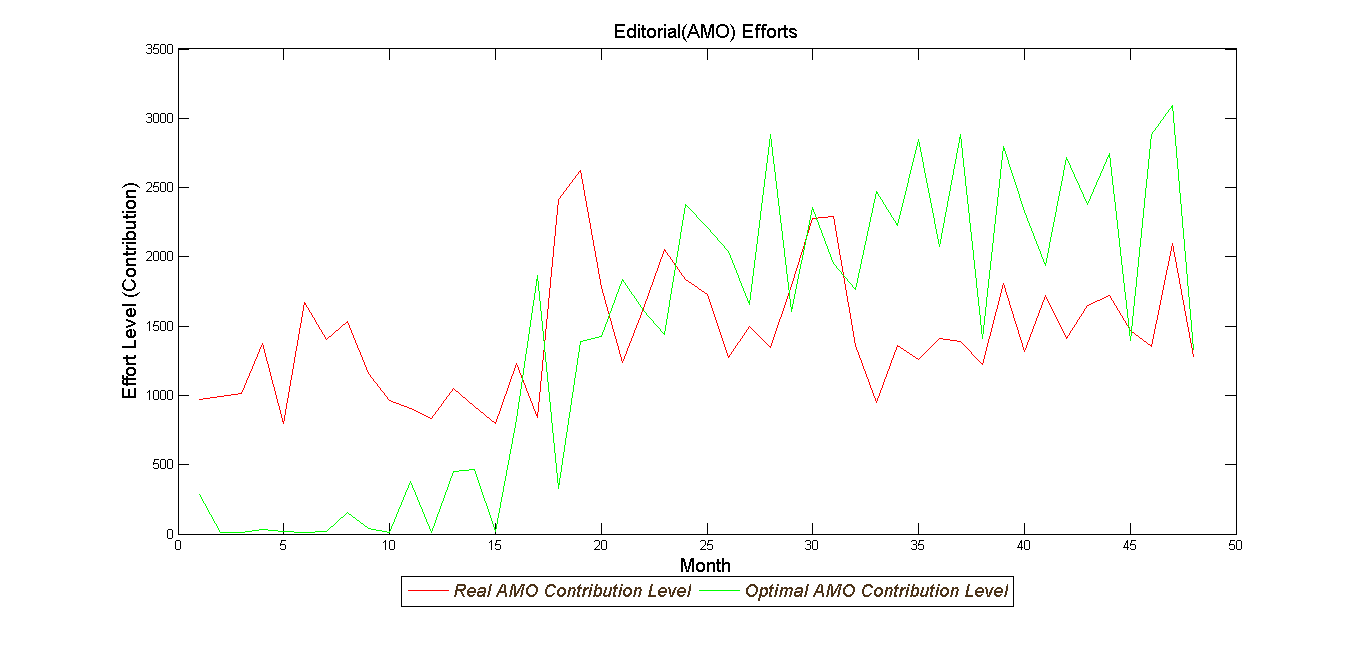 Editorial(AMO) Efforts
3500
3000
2500
2000
1500
1000
500
0
Effort Level (Contribution)
0 5 10 15 20 25 30 35 40 45 50
Month
Real AMO Contribution Level Optimal AMO Contribution Level